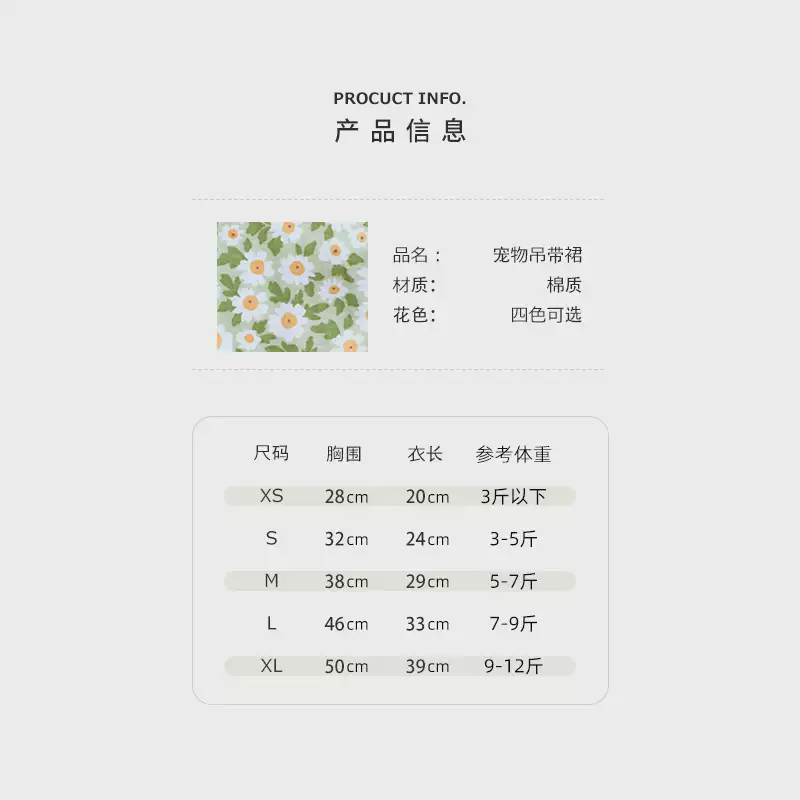 PROCUCT INFO.
产品信息
品名： 宠物吊带裙
材质： 棉质
花色： 四色可选
尺码 胸围 衣长 参考体重
XS 28cm 20cm 3斤以下
S 32cm 24cm 3-5斤
M 38cm 29cm 5-7斤
L 46cm 33cm 7-9斤
XL 50cm 39cm 9-12斤